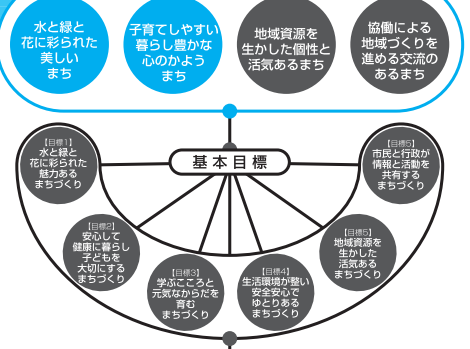 水と緑と
花に彩られた
美しい
まち
子育てしやすい
暮らし豊かな
心のかよう
まち
地域資源を
生かした個性と
活気あるまち
協働による
地域づくりを
進める交流の
あるまち
基本目標
【目標1】
水と緑と
花に彩られた
魅力ある
まちづくり
【目標2】
安心して
健康に暮らし
子どもを
大切にする
まちづくり
【目標3】
学ぶこころと
元気なからだを
育む
まちづくり
【目標4】
生活環境が整い
安全安心で
ゆとりある
まちづくり
【目標5】
地域資源を
生かした
活気ある
まちづくり
【目標6】
市民と行政が
情報と活動を
共有する
まちづくり